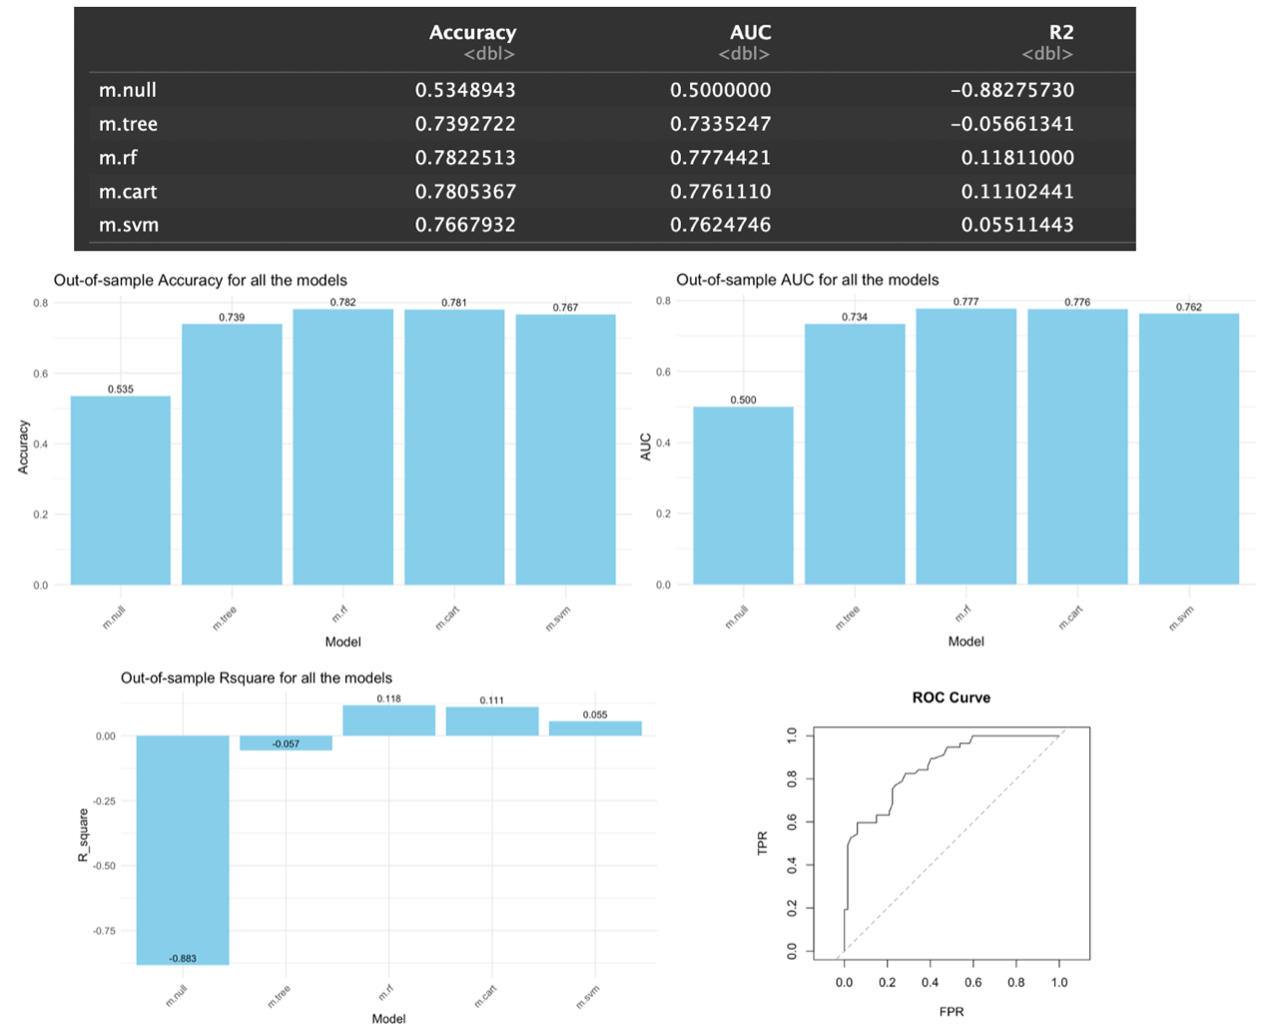 Accuracy AUC R2
<dbl> <dbl> <dbl>
m.null 0.5348943 0.5000000 -0.88275730
m.tree 0.7392722 0.7335247 -0.05661341
m.rf 0.7822513 0.7774421 0.11811000
m.cart 0.7805367 0.7761110 0.11102441
m.svm 0.7667932 0.7624746 0.05511443
Out-of-sample Accuracy for all the models
0.8
0.6
0.4
0.2
0.0
Accuracy
0.535
0.739
0.782
0.781
0.767
m.null
m.tree
m.rf
m.cart
m.svm
Model
Out-of-sample AUC for all the models
0.8
0.6
0.4
0.2
0.0
AUC
0.500
0.734
0.777
0.776
0.762
m.null
m.tree
m.rf
m.cart
m.svm
Model
Out-of-sample Rsquare for all the models
0.00
-0.25
-0.50
-0.75
R_square
-0.883
-0.057
0.118
0.111
0.055
m.null
m.tree
m.rf
m.cart
m.svm
Model
ROC Curve
1.0
0.8
0.6
0.4
0.2
0.0
TPR
0.0 0.2 0.4 0.6 0.8 1.0
FPR